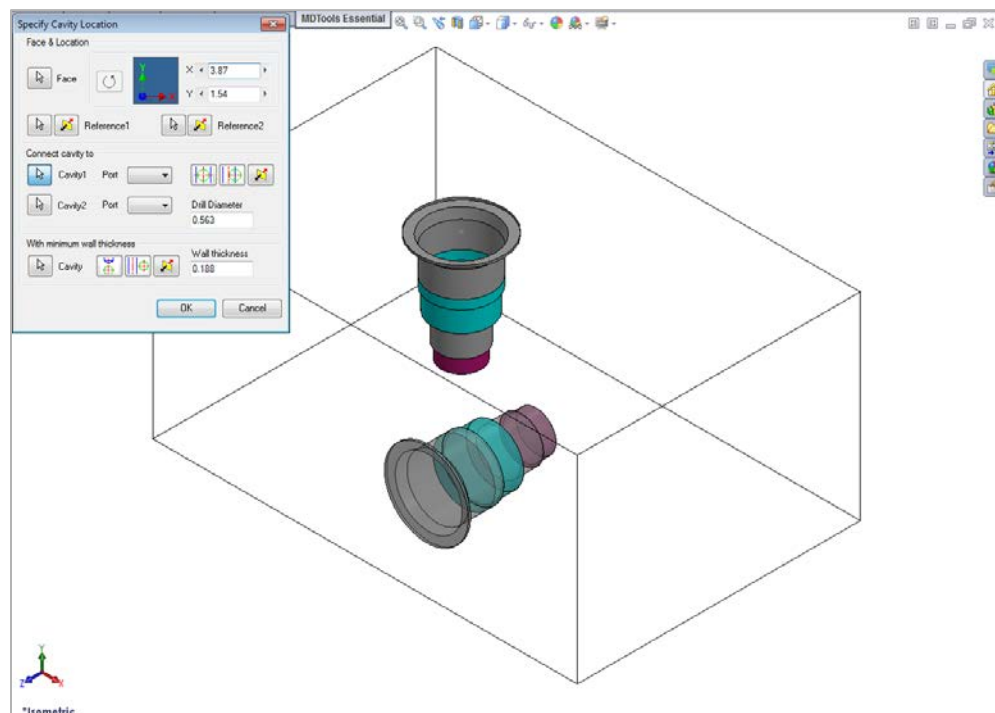 Specify Cavity Location
MDTools Essential
Face & Location
Face
Y
X
X 3.87
Y 1.54
Reference1
Reference2
Connect cavity to
Cavity1 Port
Cavity2 Port
Drill Diameter
0.563
With minimum wall thickness
Cavity
Wall thickness
0.188
OK
Cancel
Y
Z
X
*Isometric